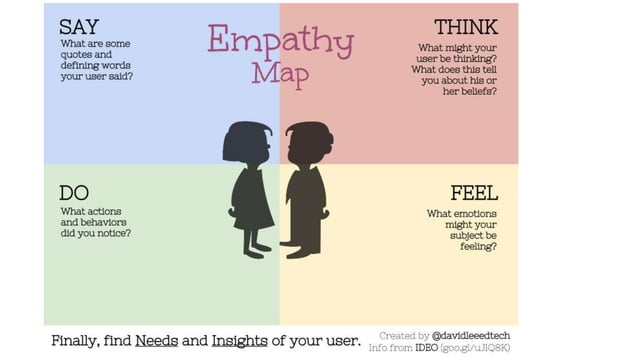 SAY
What are some
quotes and
defining words
your user said?
Empathy
Map
THINK
What might your
user be thinking?
What does this tell
you about his or
her beliefs?
DO
What actions
and behaviors
did you notice?
FEEL
What emotions
might your
subject be
feeling?
Finally, find Needs and Insights of your user.
Created by @davidleeedtech
Info from IDEO (goo.gl/uJlQ8K)